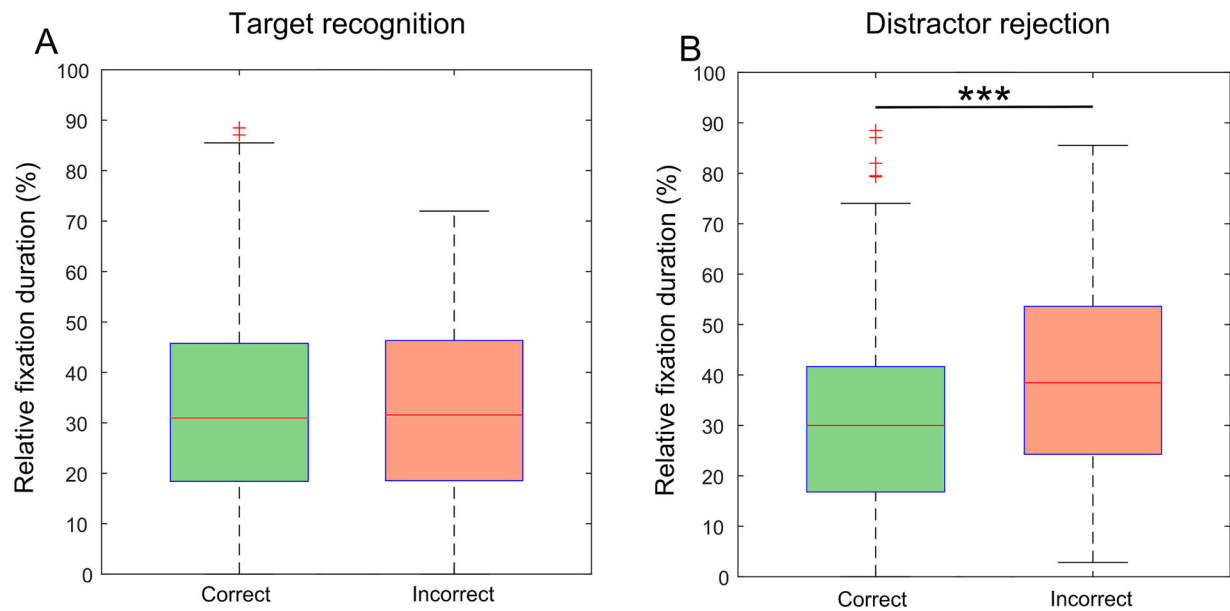 Target recognition
A
Relative fixation duration (%)
100
90
80
70
60
50
40
30
20
10
0
Correct
Incorrect
Distractor rejection
B
Relative fixation duration (%)
100
90
80
70
60
50
40
30
20
10
0
***
Correct
Incorrect